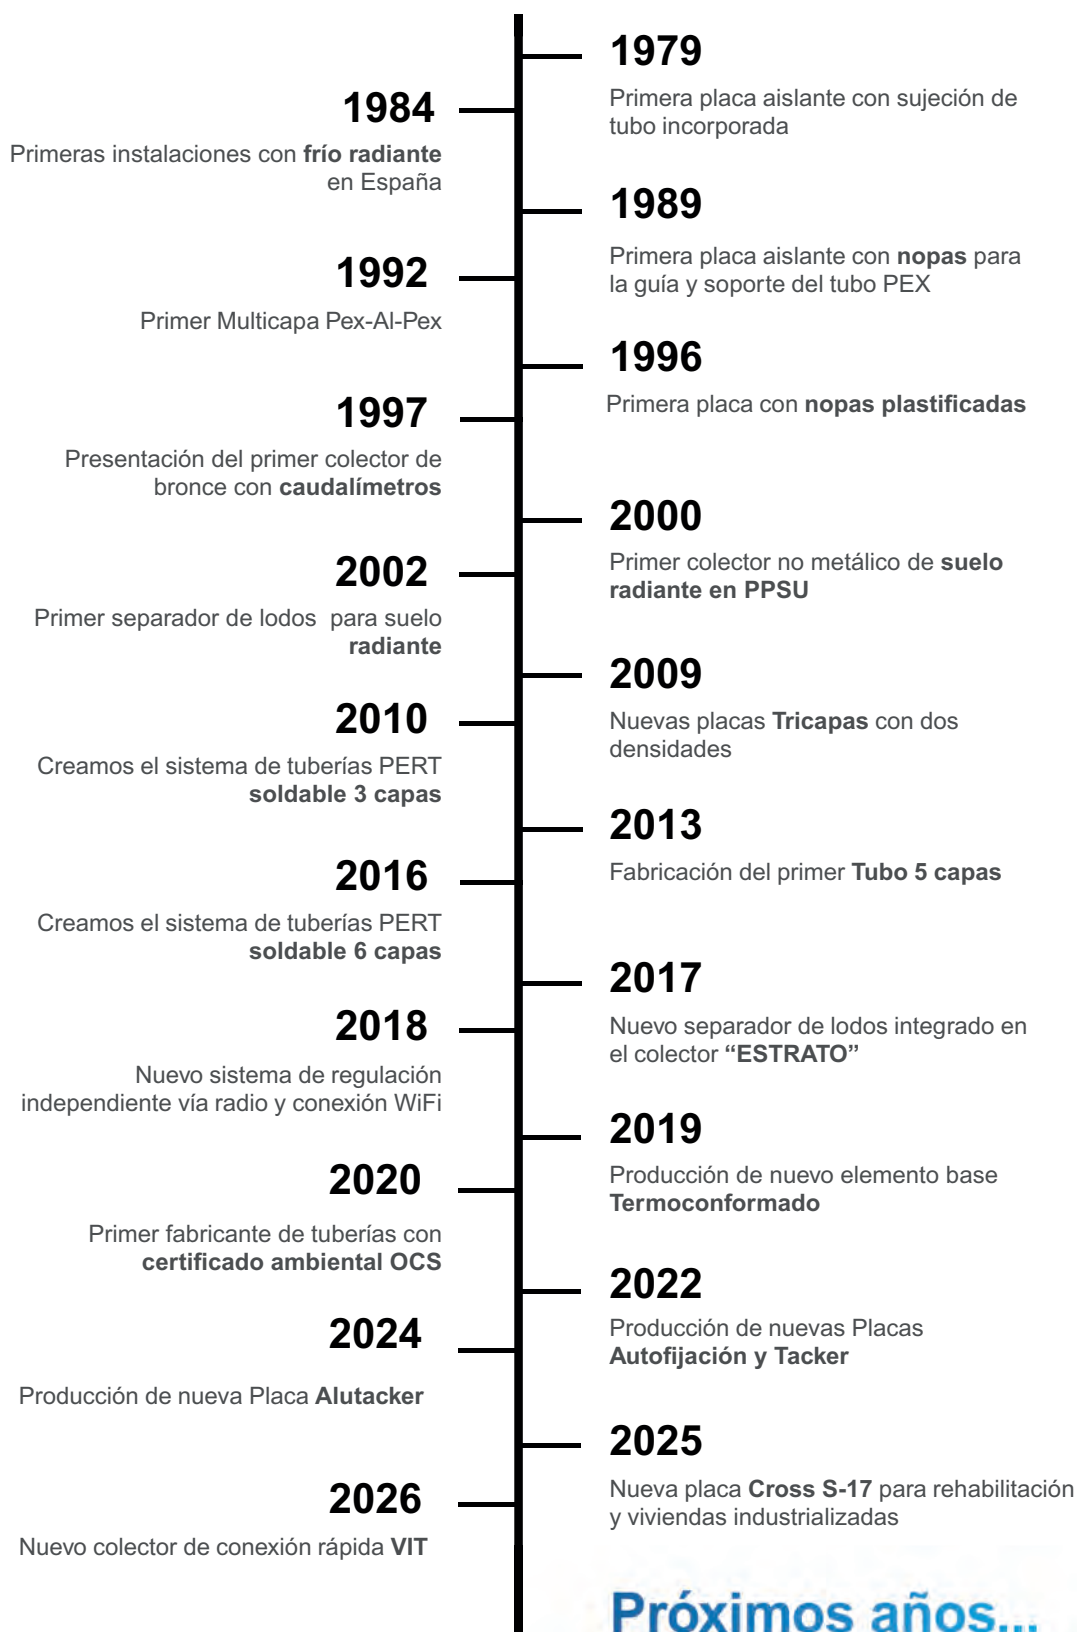 1979
Primera placa aislante con sujeción de
tubo incorporada
1984
Primeras instalaciones con frío radiante
en España
1989
Primera placa aislante con nopas para
la guía y soporte del tubo PEX
1992
Primer Multicapa Pex-Al-Pex
1996
Primera placa con nopas plastificadas
1997
Presentación del primer colector de
bronce con caudalímetros
2000
Primer colector no metálico de suelo
radiante en PPSU
2002
Primer separador de lodos para suelo
radiante
2009
Nuevas placas Tricapas con dos
densidades
2010
Creamos el sistema de tuberías PERT
soldable 3 capas
2013
Fabricación del primer Tubo 5 capas
2016
Creamos el sistema de tuberías PERT
soldable 6 capas
2017
Nuevo separador de lodos integrado en
el colector “ESTRATO”
2018
Nuevo sistema de regulación
independiente vía radio y conexión WiFi
2019
Producción de nuevo elemento base
Termoconformado
2020
Primer fabricante de tuberías con
certificado ambiental OCS
2022
Producción de nuevas Placas
Autofijación y Tacker
2024
Producción de nueva Placa Alutacker
2025
Nueva placa Cross S-17 para rehabilitación
y viviendas industrializadas
2026
Nuevo colector de conexión rápida VIT
Próximos años...